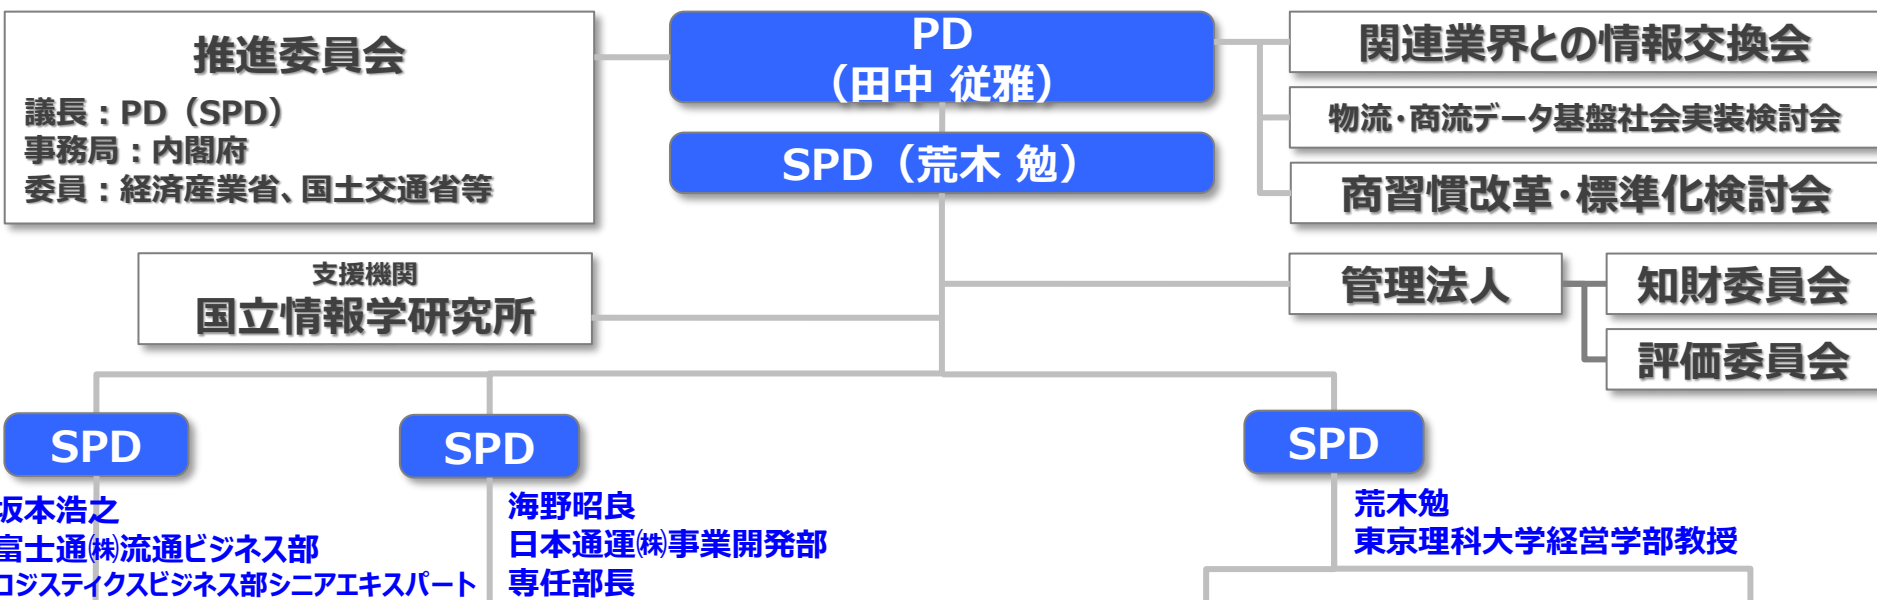 推進委員会
議長：PD（SPD）
事務局：内閣府
委員：経済産業省、国土交通省等
PD
（田中 従雅）
SPD（荒木 勉）
関連業界との情報交換会
物流・商流データ基盤社会実装検討会
商習慣改革・標準化検討会
支援機関
国立情報学研究所
管理法人
知財委員会
評価委員会
SPD
坂本浩之
富士通㈱流通ビジネス部
ロジスティクスビジネス部シニアエキスパート
SPD
海野昭良
日本通運㈱事業開発部
専任部長
SPD
荒木勉
東京理科大学経営学部教授